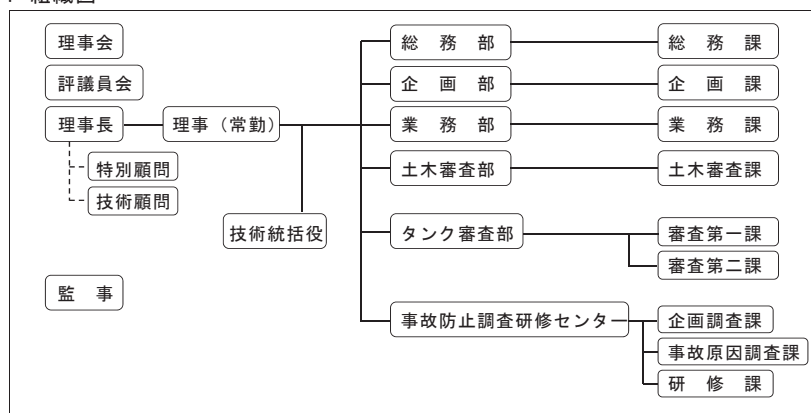 組織図
理事会
総　務　部
総　務　課
評議員会
企　画　部
企　画　課
理事長
理事（常勤）
業　務　部
業　務　課
特別顧問
土木審査部
土木審査課
技術顧問
技術統括役
タンク審査部
審査第一課
審査第二課
監　事
事故防止調査研修センター
企画調査課
事故原因調査課
研　修　課